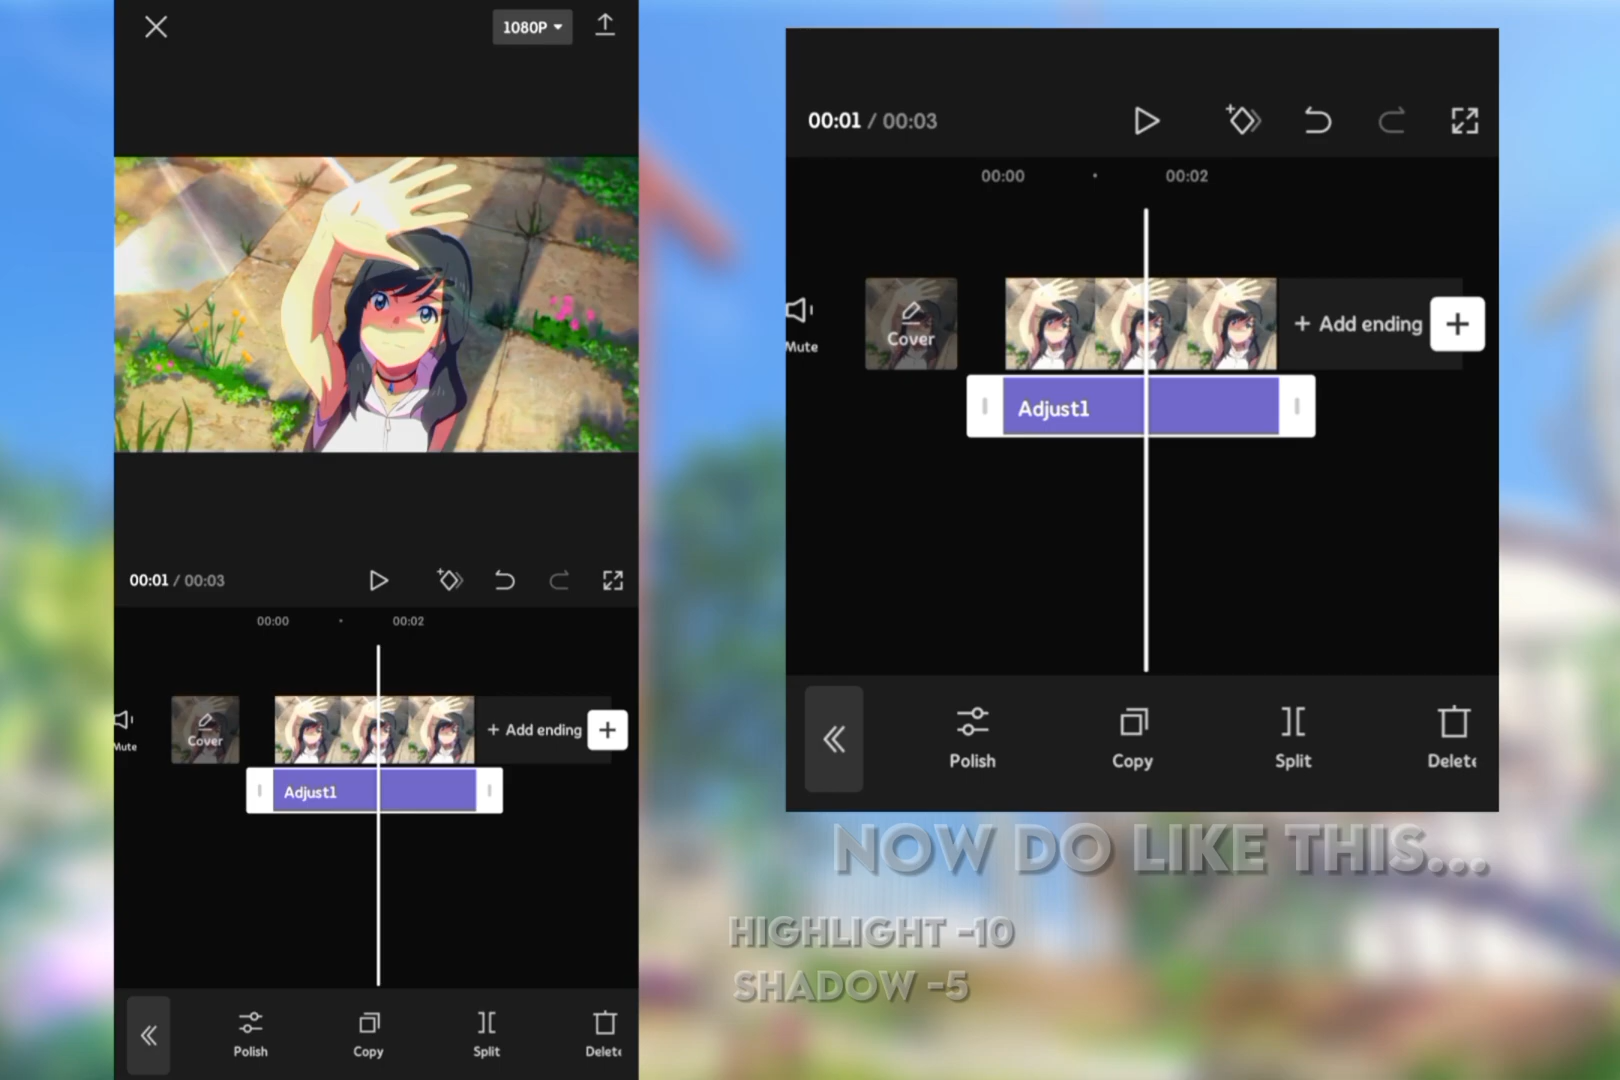 1080P
00:01 / 00:03
00:00
00:02
Mute
Cover
+ Add ending
+
Adjust1
Polish
Copy
Split
Delete
00:01 / 00:03
00:00
00:02
Mute
Cover
+ Add ending
+
Adjust1
Polish
Copy
Split
Delete
NOW DO LIKE THIS...
HIGHLIGHT -10
SHADOW -5